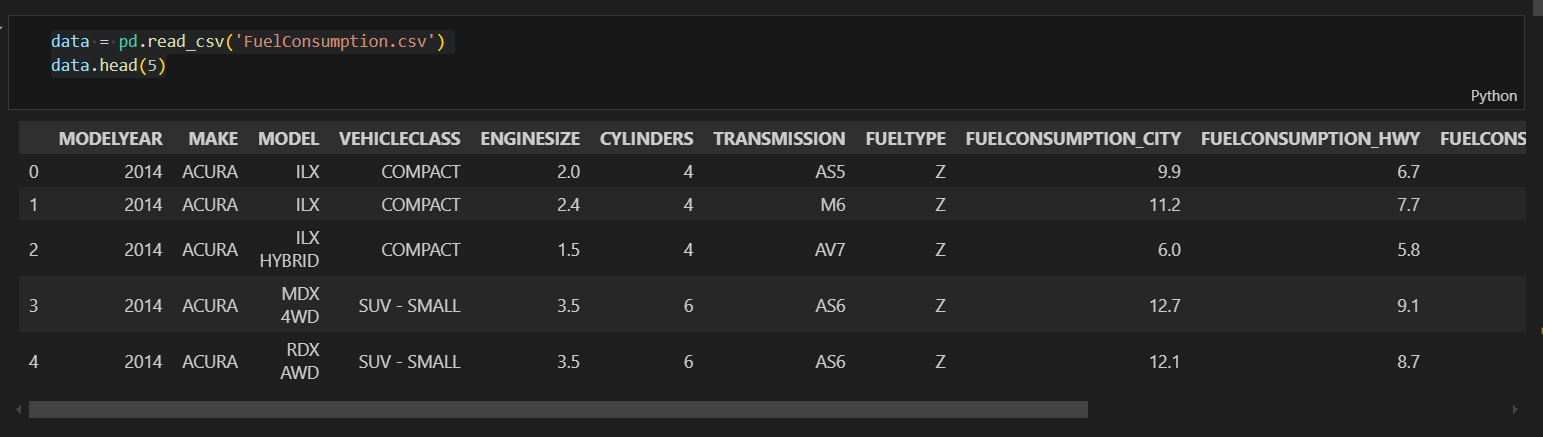 data = pd.read_csv('FuelConsumption.csv')
data.head(5)
Python
MODELYEAR MAKE MODEL VEHICLECLASS ENGINESIZE CYLINDERS TRANSMISSION FUELTYPE FUELCONSUMPTION_CITY FUELCONSUMPTION_HWY FUELCONS
0 2014 ACURA ILX COMPACT 2.0 4 AS5 Z 9.9 6.7
1 2014 ACURA ILX COMPACT 2.4 4 M6 Z 11.2 7.7
2 2014 ACURA ILX HYBRID COMPACT 1.5 4 AV7 Z 6.0 5.8
3 2014 ACURA MDX 4WD SUV - SMALL 3.5 6 AS6 Z 12.7 9.1
4 2014 ACURA RDX AWD SUV - SMALL 3.5 6 AS6 Z 12.1 8.7